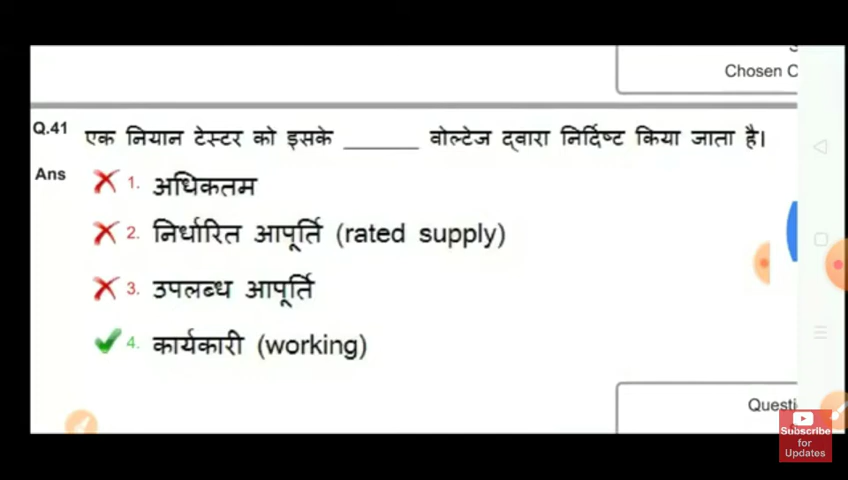 Chosen O
Q.41 एक नियान टेस्टर को इसके ______ वोल्टेज द्वारा निर्दिष्ट किया जाता है।
Ans 1. अधिकतम
2. निर्धारित आपूर्ति (rated supply)
3. उपलब्ध आपूर्ति
4. कार्यकारी (working)
Questi
Subscribe
for
Updates